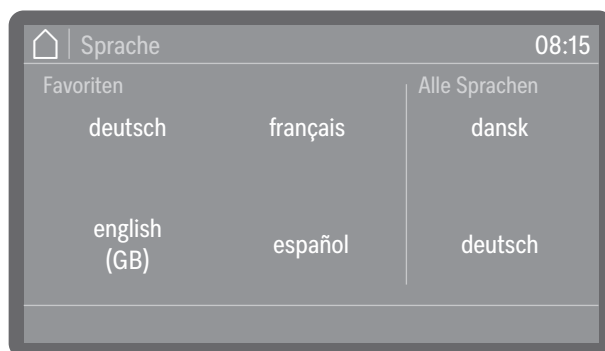 Sprache 08:15
Favoriten Alle Sprachen
deutsch français dansk
english
(GB) español deutsch